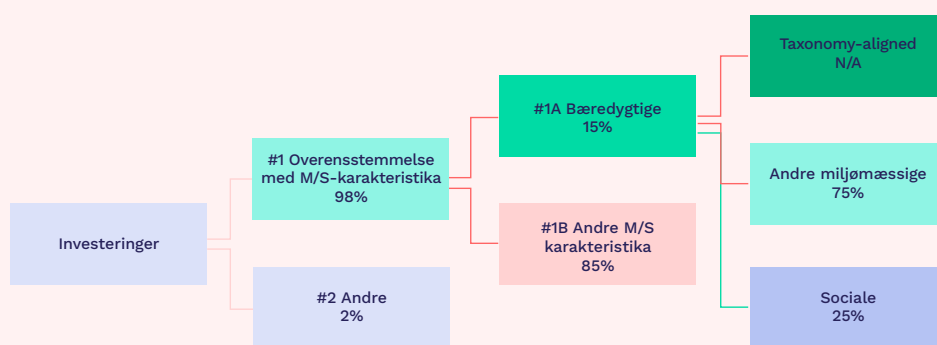 Investeringer
#1 Overensstemmelse
med M/S-karakteristika
98%
#2 Andre
2%
#1A Bæredygtige
15%
#1B Andre M/S
karakteristika
85%
Taxonomy-aligned
N/A
Andre miljømæssige
75%
Sociale
25%